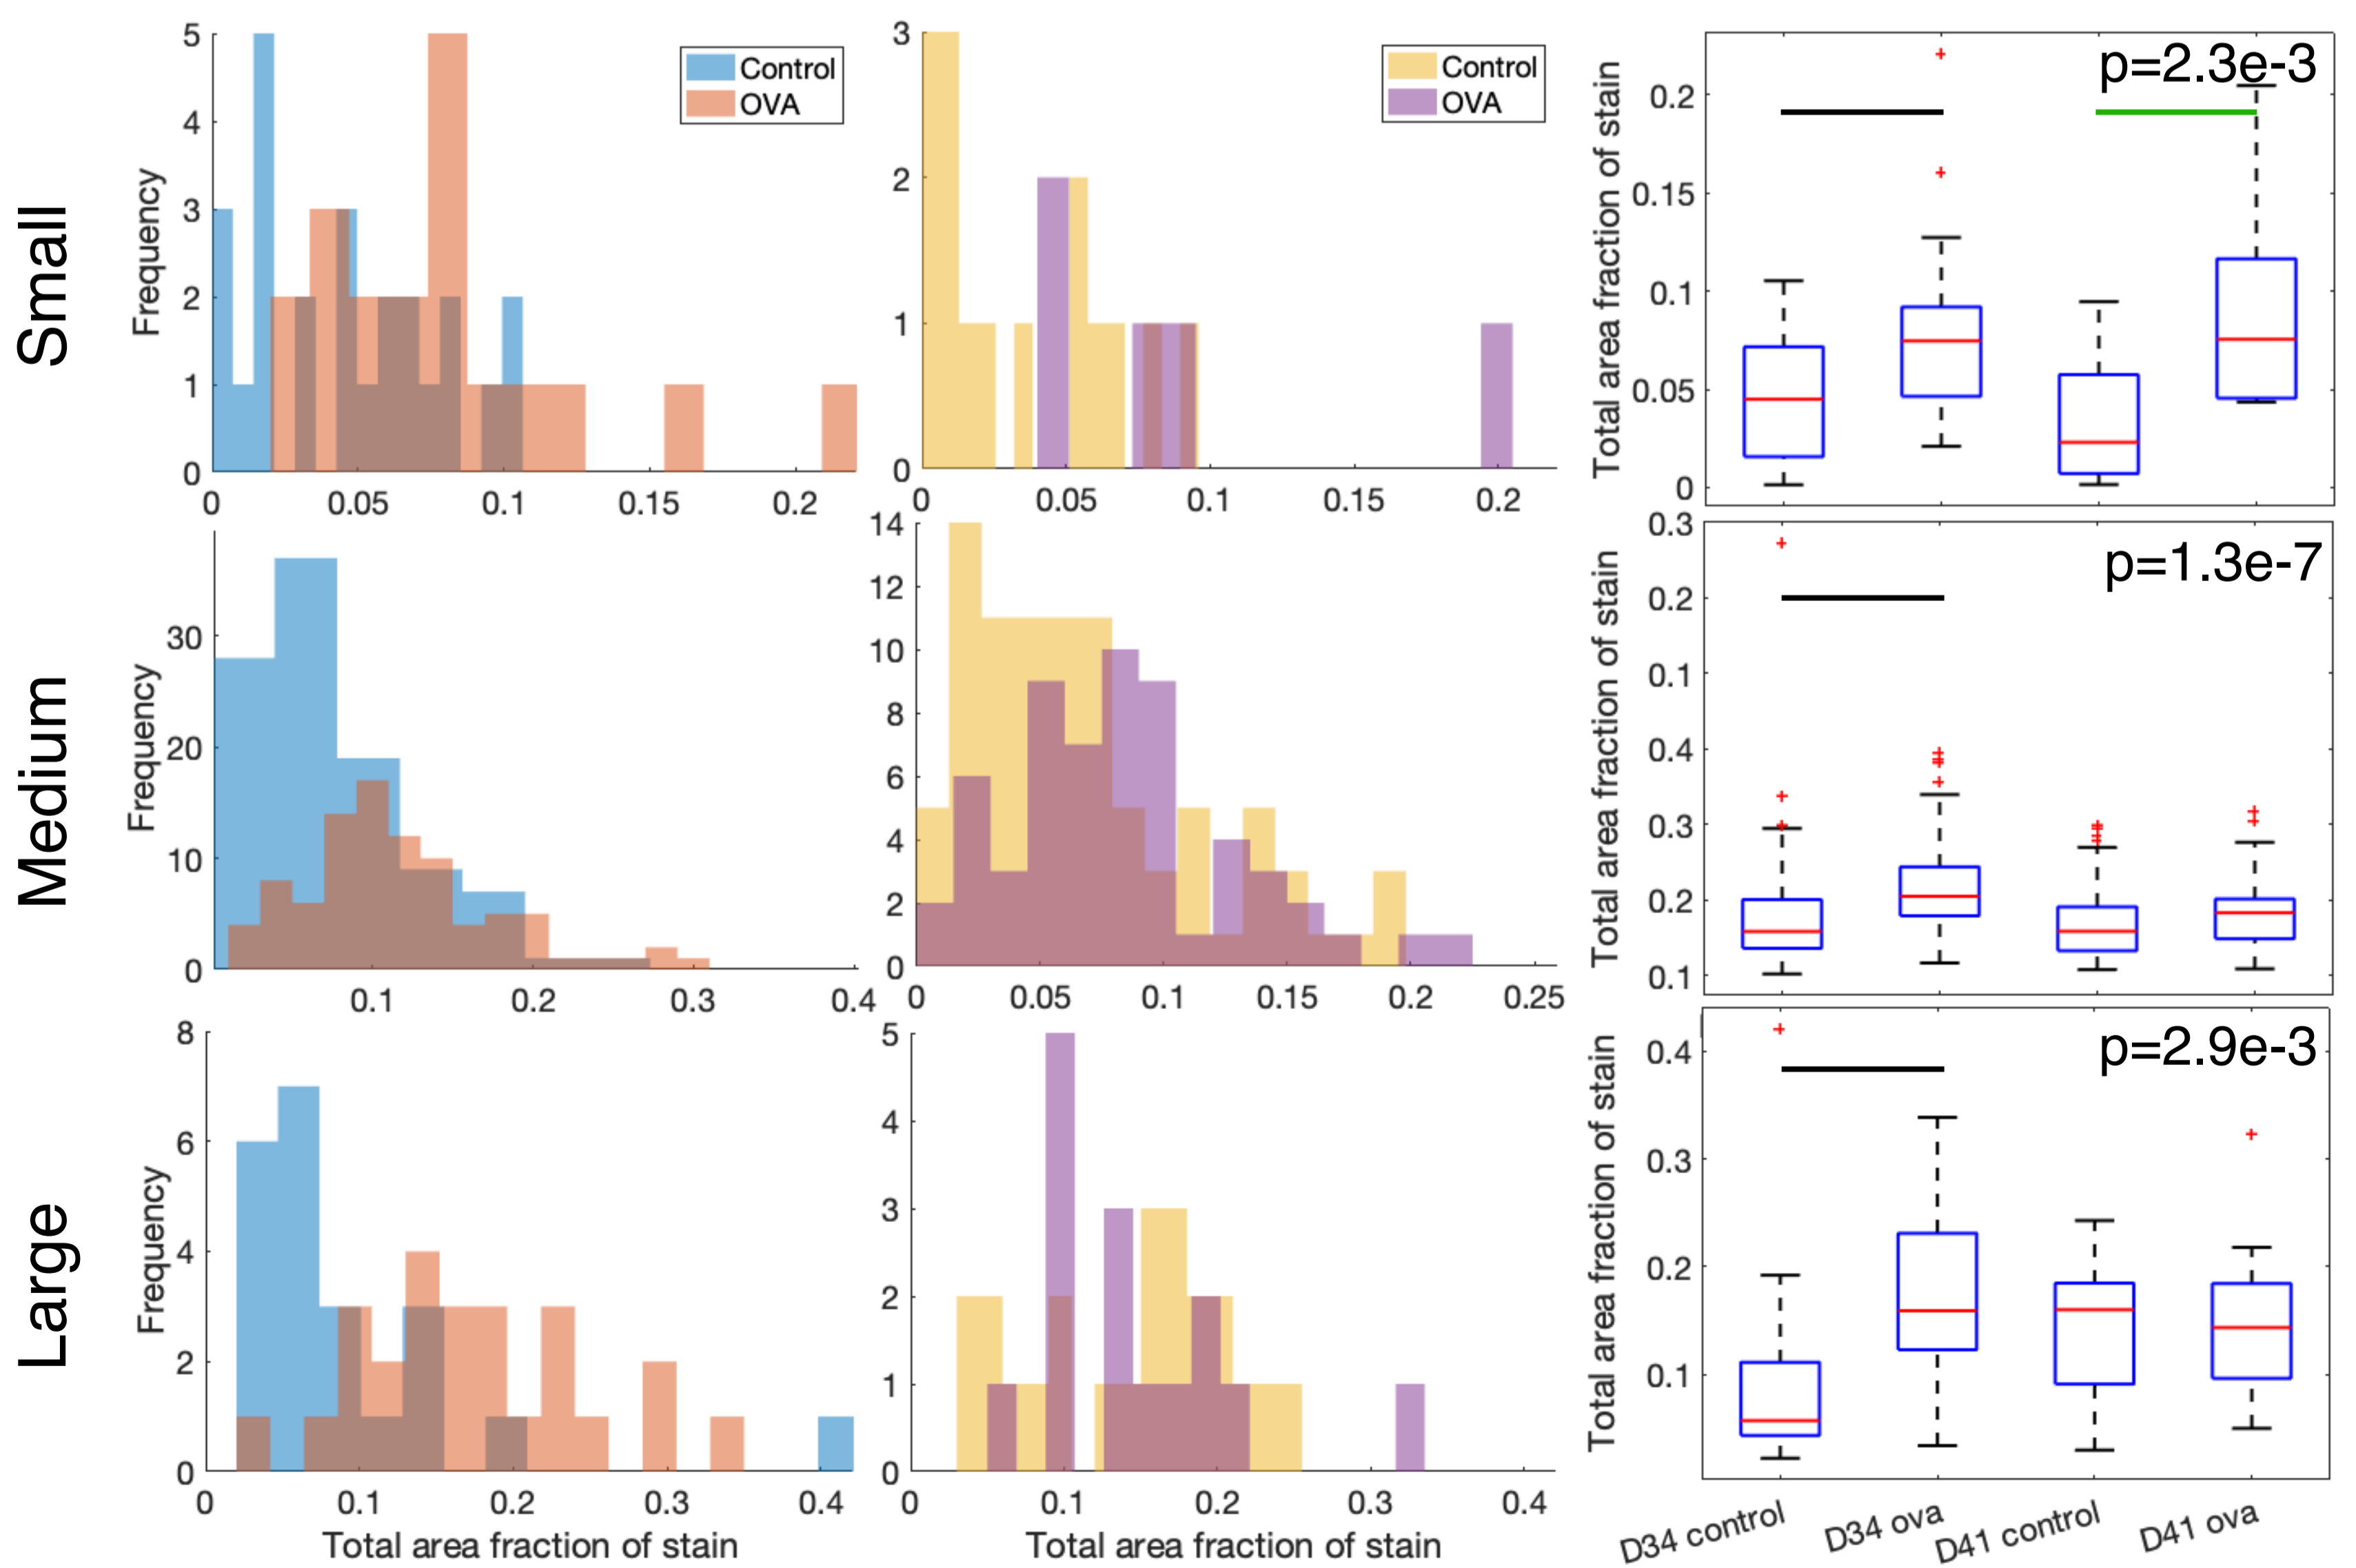 Small
Frequency
5
4
3
2
1
0
0 0.05 0.1 0.15 0.2
Control
OVA
3
2
1
0
0 0.05 0.1 0.15 0.2
Control
OVA
Total area fraction of stain
0.2
0.15
0.1
0.05
0
p=2.3e-3
Medium
Frequency
30
20
10
0
0.1 0.2 0.3 0.4
14
12
10
8
6
4
2
0
0 0.05 0.1 0.15 0.2 0.25
Total area fraction of stain
0.3
0.2
0.1
0.4
0.3
0.2
0.1
p=1.3e-7
Large
Frequency
8
6
4
2
0
0 0.1 0.2 0.3 0.4
Total area fraction of stain
5
4
3
2
1
0
0 0.1 0.2 0.3 0.4
Total area fraction of stain
Total area fraction of stain
0.4
0.3
0.2
0.1
p=2.9e-3
D34 control D34 ova D41 control D41 ova